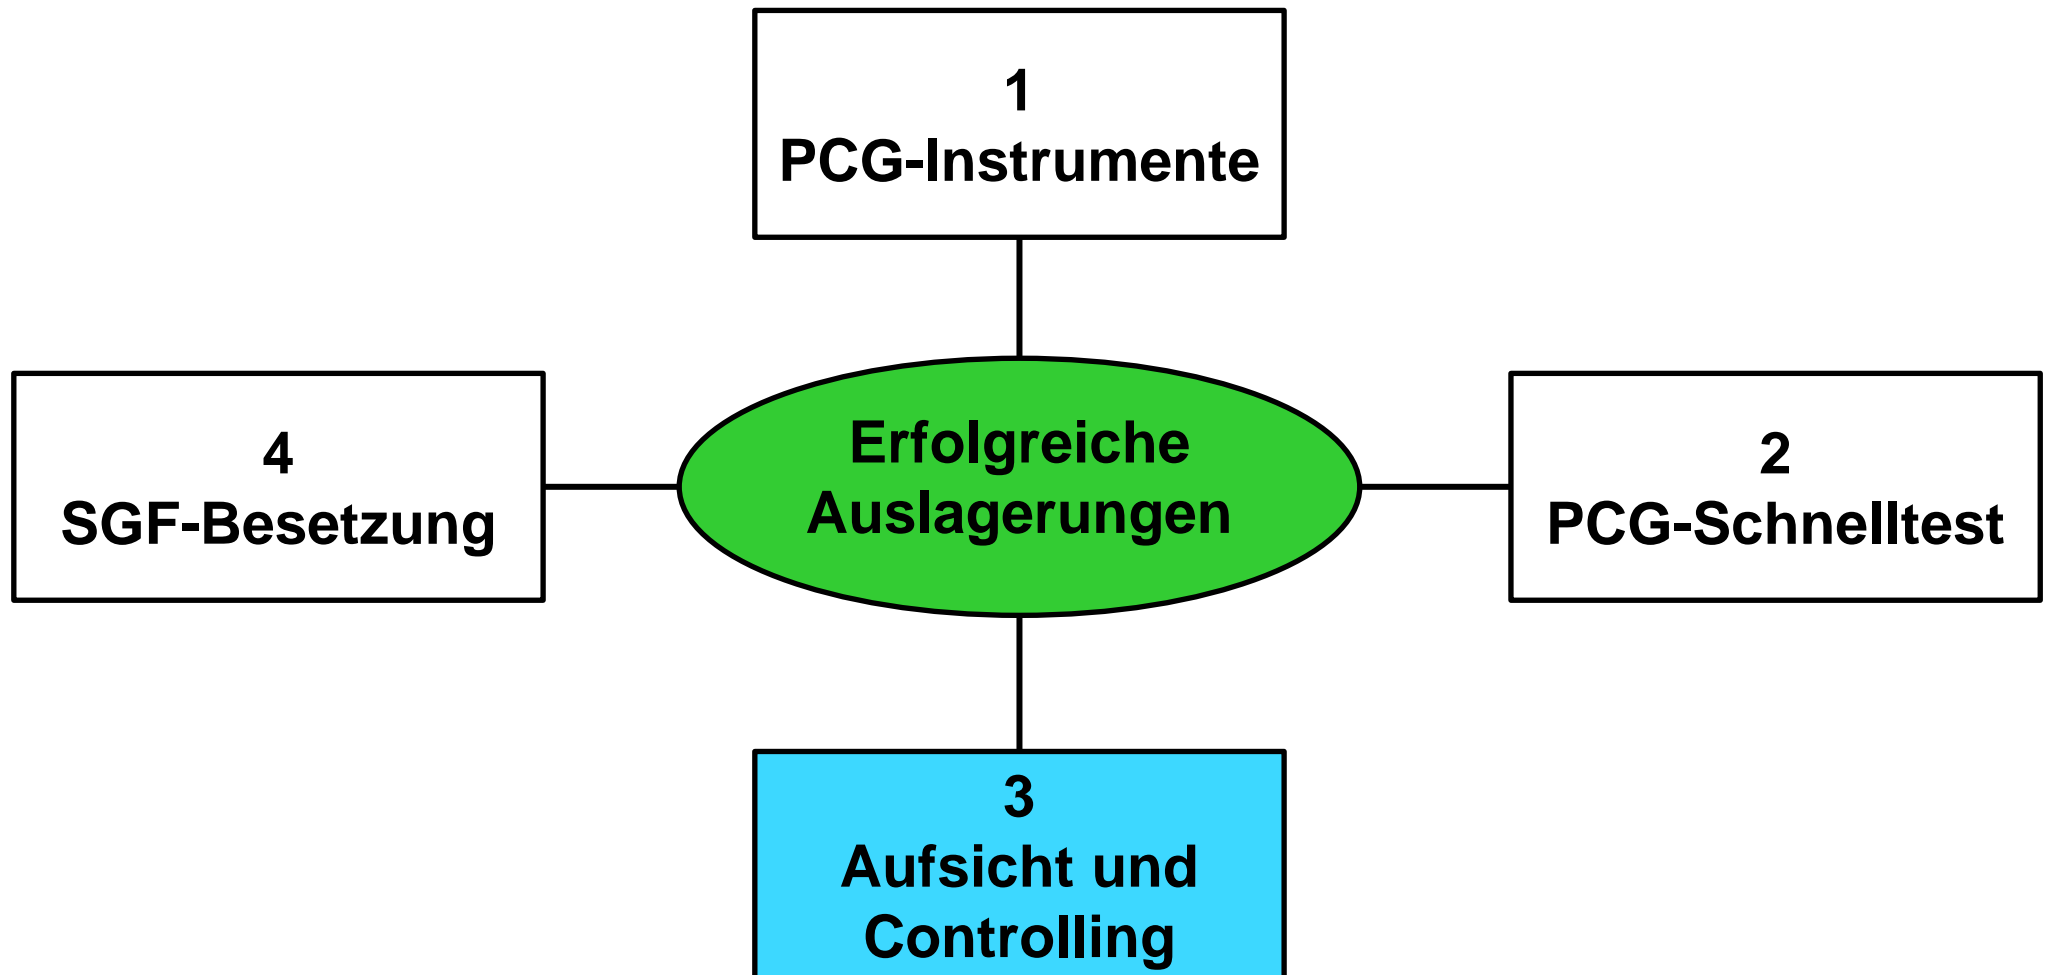 1
PCG-Instrumente
4
SGF-Besetzung
Erfolgreiche
Auslagerungen
2
PCG-Schnelltest
3
Aufsicht und
Controlling